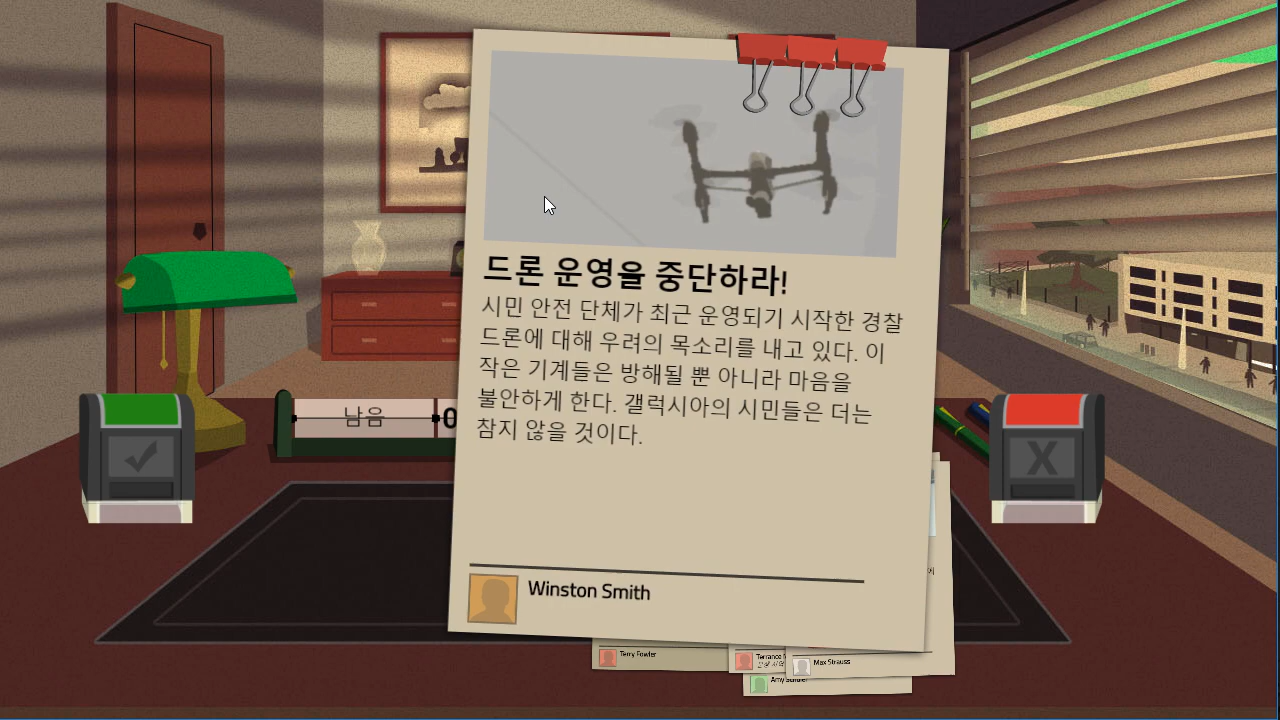 드론 운영을 중단하라!
시민 안전 단체가 최근 운영되기 시작한 경찰
드론에 대해 우려의 목소리를 내고 있다. 이
작은 기계들은 방해될 뿐 아니라 마음을
불안하게 한다. 갤럭시아의 시민들은 더는
참지 않을 것이다.
남음
0
X
Winston Smith
Terry Fowler
Terrance
Max Strauss
Amy
에